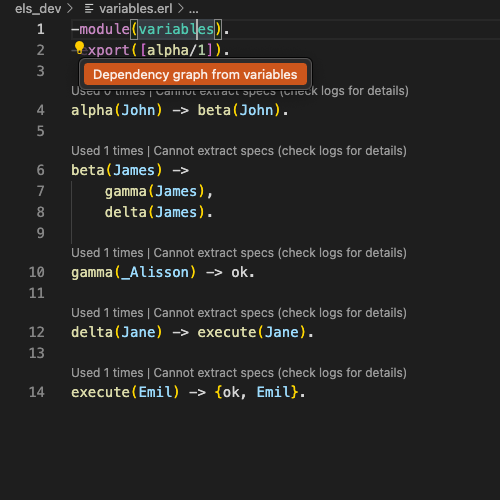 els_dev > variables.erl > ...
1 -module(variables).
2 xport([alpha/1]).
3 Dependency graph from variables
Used 0 times | Cannot extract specs (check logs for details)
4 alpha(John) -> beta(John).
5
Used 1 times | Cannot extract specs (check logs for details)
6 beta(James) ->
7 gamma(James),
8 delta(James).
9
Used 1 times | Cannot extract specs (check logs for details)
10 gamma(_Alisson) -> ok.
11
Used 1 times | Cannot extract specs (check logs for details)
12 delta(Jane) -> execute(Jane).
13
Used 1 times | Cannot extract specs (check logs for details)
14 execute(Emil) -> {ok, Emil}.